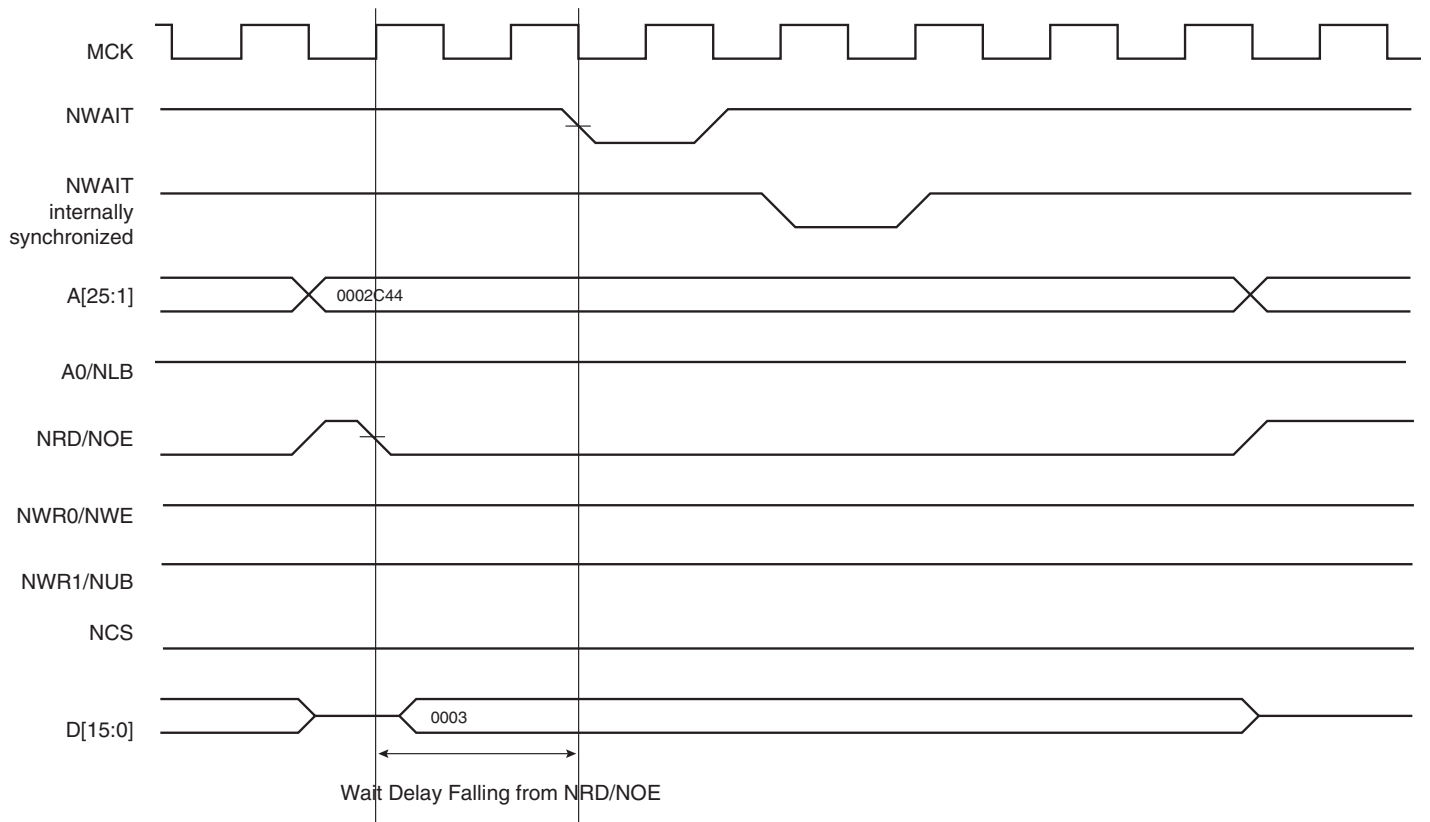 MCK
NWAIT
NWAIT
internally
synchronized
A[25:1]
0002C44
A0/NLB
NRD/NOE
NWR0/NWE
NWR1/NUB
NCS
D[15:0]
0003
Wait Delay Falling from NRD/NOE